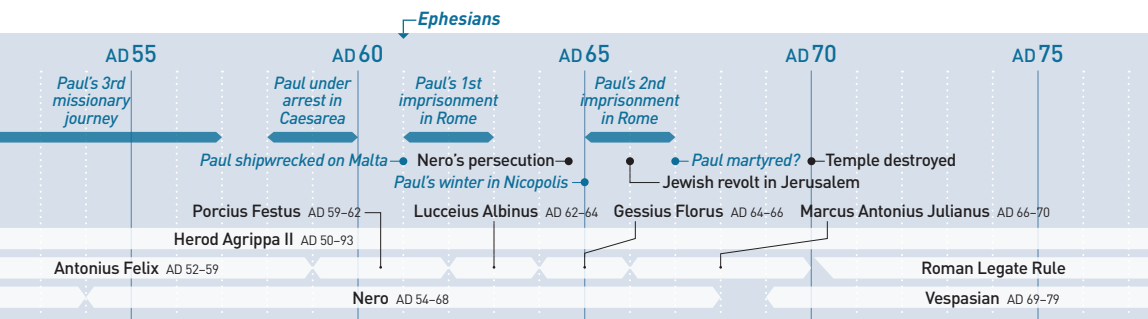 Ephesians
AD 55
AD 60
AD 65
AD 70
AD 75
Paul's 3rd
missionary
journey
Paul under
arrest in
Caesarea
Paul's 1st
imprisonment
in Rome
Paul's 2nd
imprisonment
in Rome
Paul shipwrecked on Malta
Nero's persecution
Paul martyred?
Temple destroyed
Paul's winter in Nicopolis
Jewish revolt in Jerusalem
Porcius Festus AD 59–62
Lucceius Albinus AD 62–64
Gessius Florus AD 64–66
Marcus Antonius Julianus AD 66–70
Herod Agrippa II AD 50–93
Antonius Felix AD 52–59
Roman Legate Rule
Nero AD 54–68
Vespasian AD 69–79